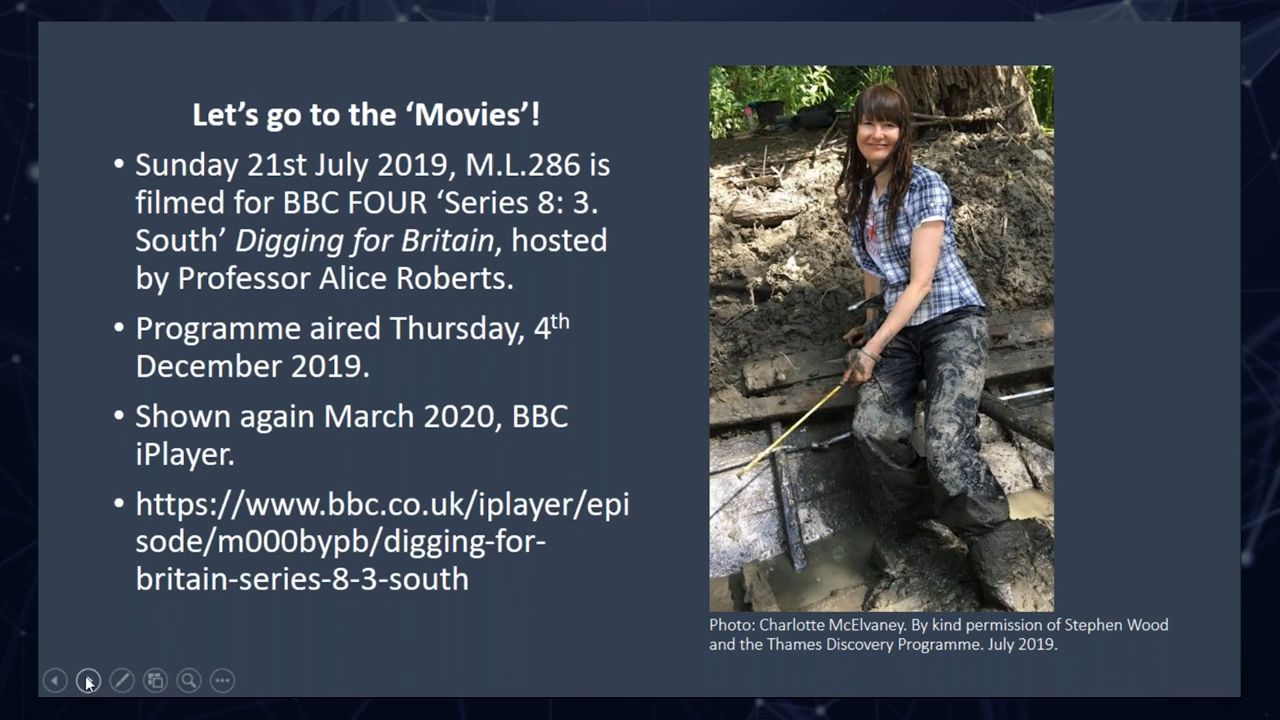 Let’s go to the ‘Movies’!
• Sunday 21st July 2019, M.L.286 is
filmed for BBC FOUR ‘Series 8: 3.
South’ Digging for Britain, hosted
by Professor Alice Roberts.
• Programme aired Thursday, 4th
December 2019.
• Shown again March 2020, BBC
iPlayer.
• https://www.bbc.co.uk/iplayer/epi
sode/m000bypb/digging-for-
britain-series-8-3-south
Photo: Charlotte McElvaney. By kind permission of Stephen Wood
and the Thames Discovery Programme. July 2019.